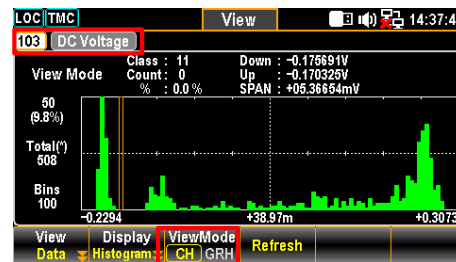 LOC TMC View 14:37:4
103 DC Voltage
View Mode
Class : 11 Down : -0.175691V
Count: 0 Up : -0.170325V
% : 0.0 % SPAN : +05.36654mV
50
(9.8%)
Total(")
508
Bins
100
-0.2294 +38.97m +0.3073
View Display ViewMode Refresh
Data Histogram CH GRH